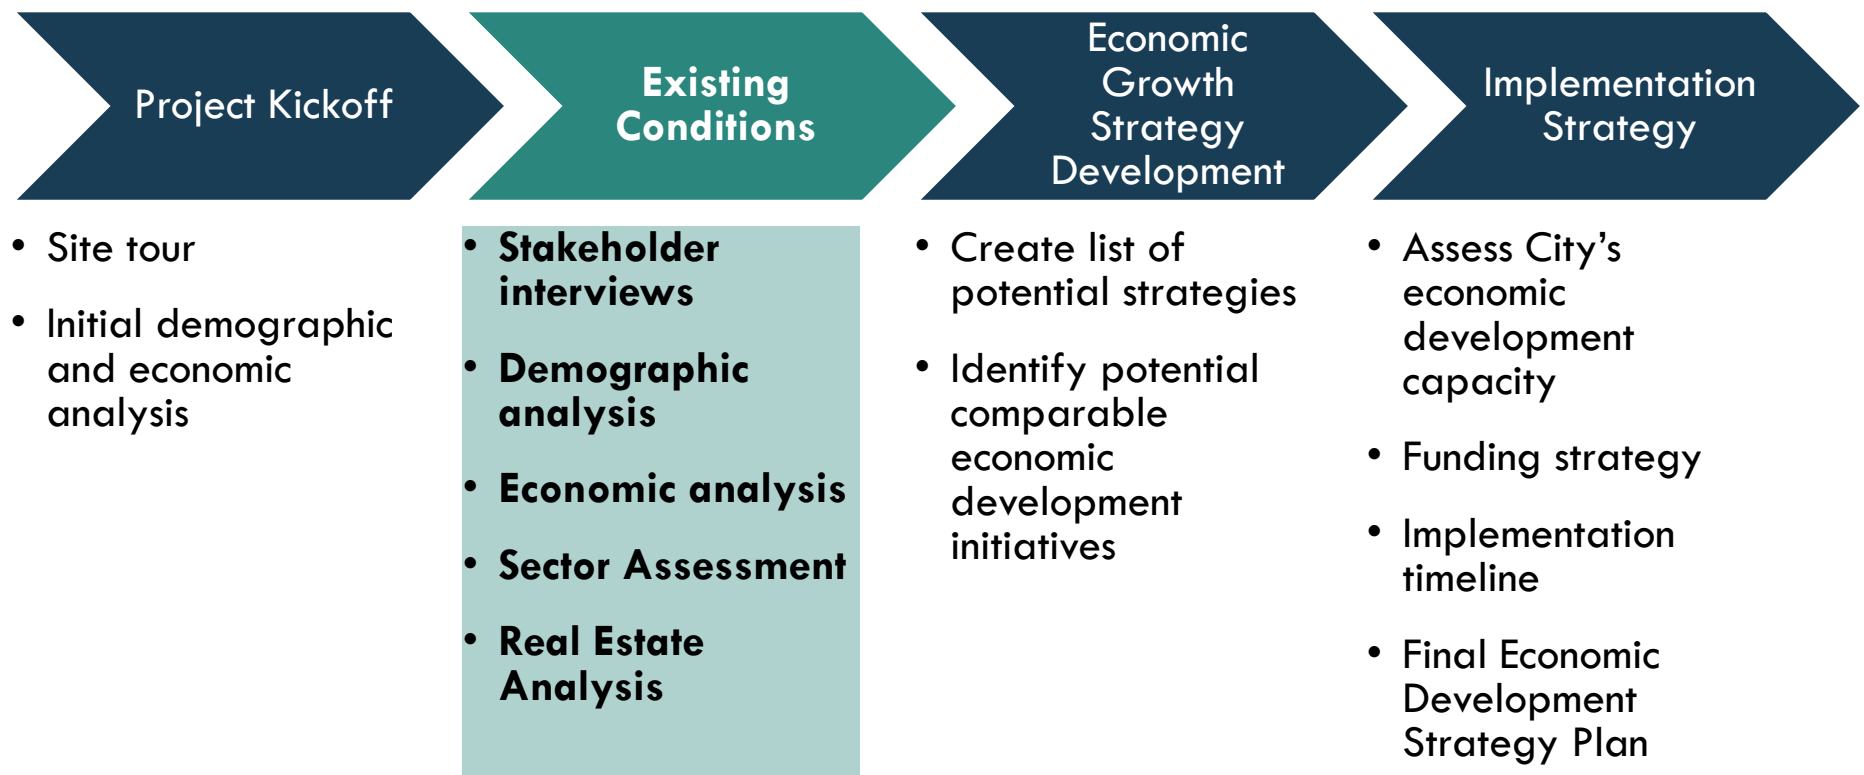 Project Kickoff
• Site tour
• Initial demographic
and economic
analysis
Existing
Conditions
• Stakeholder
interviews
• Demographic
analysis
• Economic analysis
• Sector Assessment
• Real Estate
Analysis
Economic
Growth
Strategy
Development
• Create list of
potential strategies
• Identify potential
comparable
economic
development
initiatives
Implementation
Strategy
• Assess City’s
economic
development
capacity
• Funding strategy
• Implementation
timeline
• Final Economic
Development
Strategy Plan